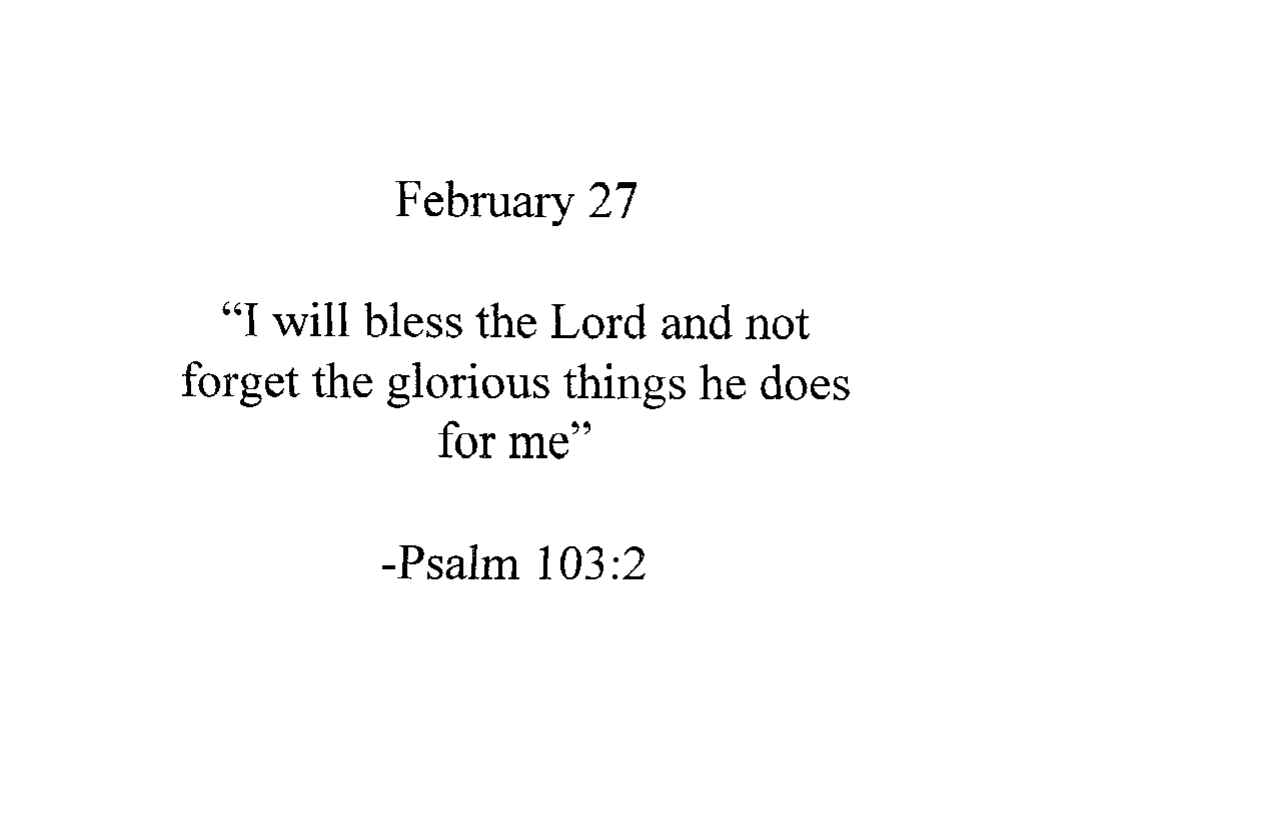 February 27
“I will bless the Lord and not
forget the glorious things he does
for me”
-Psalm 103:2